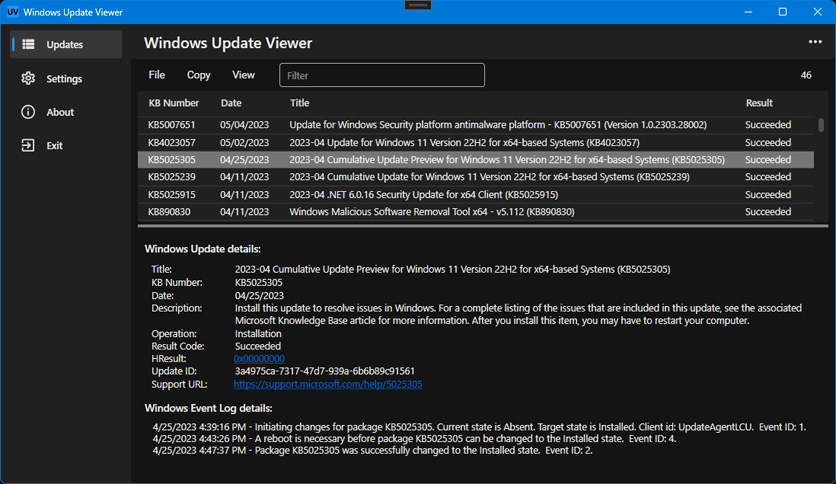 UV Windows Update Viewer
Updates
Settings
About
Exit
Windows Update Viewer
File Copy View Filter 46
KB Number Date Title Result
KB5007651 05/04/2023 Update for Windows Security platform antimalware platform - KB5007651 (Version 1.0.2303.28002) Succeeded
KB4023057 05/02/2023 2023-04 Update for Windows 11 Version 22H2 for x64-based Systems (KB4023057) Succeeded
KB5025305 04/25/2023 2023-04 Cumulative Update Preview for Windows 11 Version 22H2 for x64-based Systems (KB5025305) Succeeded
KB5025239 04/11/2023 2023-04 Cumulative Update for Windows 11 Version 22H2 for x64-based Systems (KB5025239) Succeeded
KB5025915 04/11/2023 2023-04 .NET 6.0.16 Security Update for x64 Client (KB5025915) Succeeded
KB890830 04/11/2023 Windows Malicious Software Removal Tool x64 - v5.112 (KB890830) Succeeded
Windows Update details:
Title: 2023-04 Cumulative Update Preview for Windows 11 Version 22H2 for x64-based Systems (KB5025305)
KB Number: KB5025305
Date: 04/25/2023
Description: Install this update to resolve issues in Windows. For a complete listing of the issues that are included in this update, see the associated
Microsoft Knowledge Base article for more information. After you install this item, you may have to restart your computer.
Operation: Installation
Result Code: Succeeded
HResult: 0x00000000
Update ID: 3a4975ca-7317-47d7-939a-6b6b89c91561
Support URL: https://support.microsoft.com/help/5025305
Windows Event Log details:
4/25/2023 4:39:16 PM - Initiating changes for package KB5025305. Current state is Absent. Target state is Installed. Client id: UpdateAgentLCU. Event ID: 1.
4/25/2023 4:43:26 PM - A reboot is necessary before package KB5025305 can be changed to the Installed state. Event ID: 4.
4/25/2023 4:47:37 PM - Package KB5025305 was successfully changed to the Installed state. Event ID: 2.